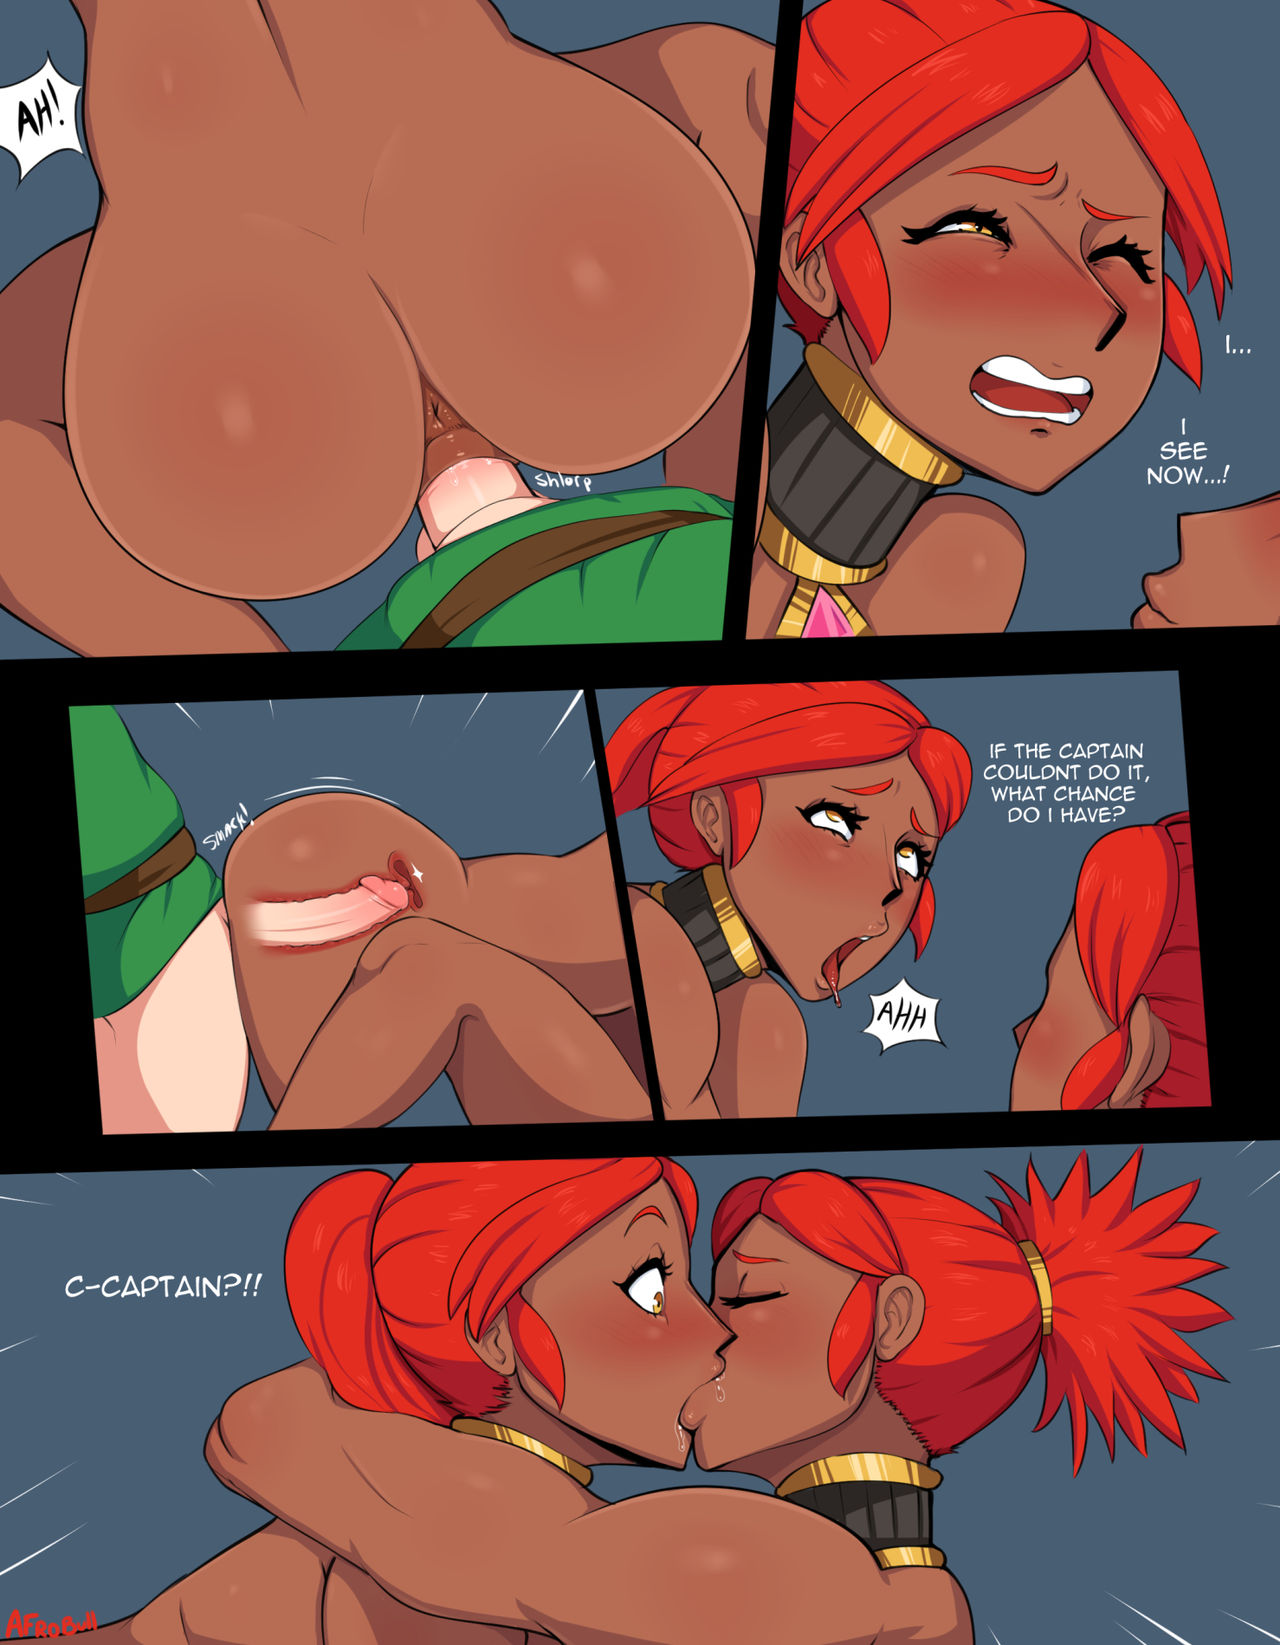 AH!
shlorp
I...
I
SEE
NOW...!
smack!
IF THE CAPTAIN
COULDNT DO IT,
WHAT CHANCE
DO I HAVE?
AHH
C-CAPTAIN?!!
AFROBull